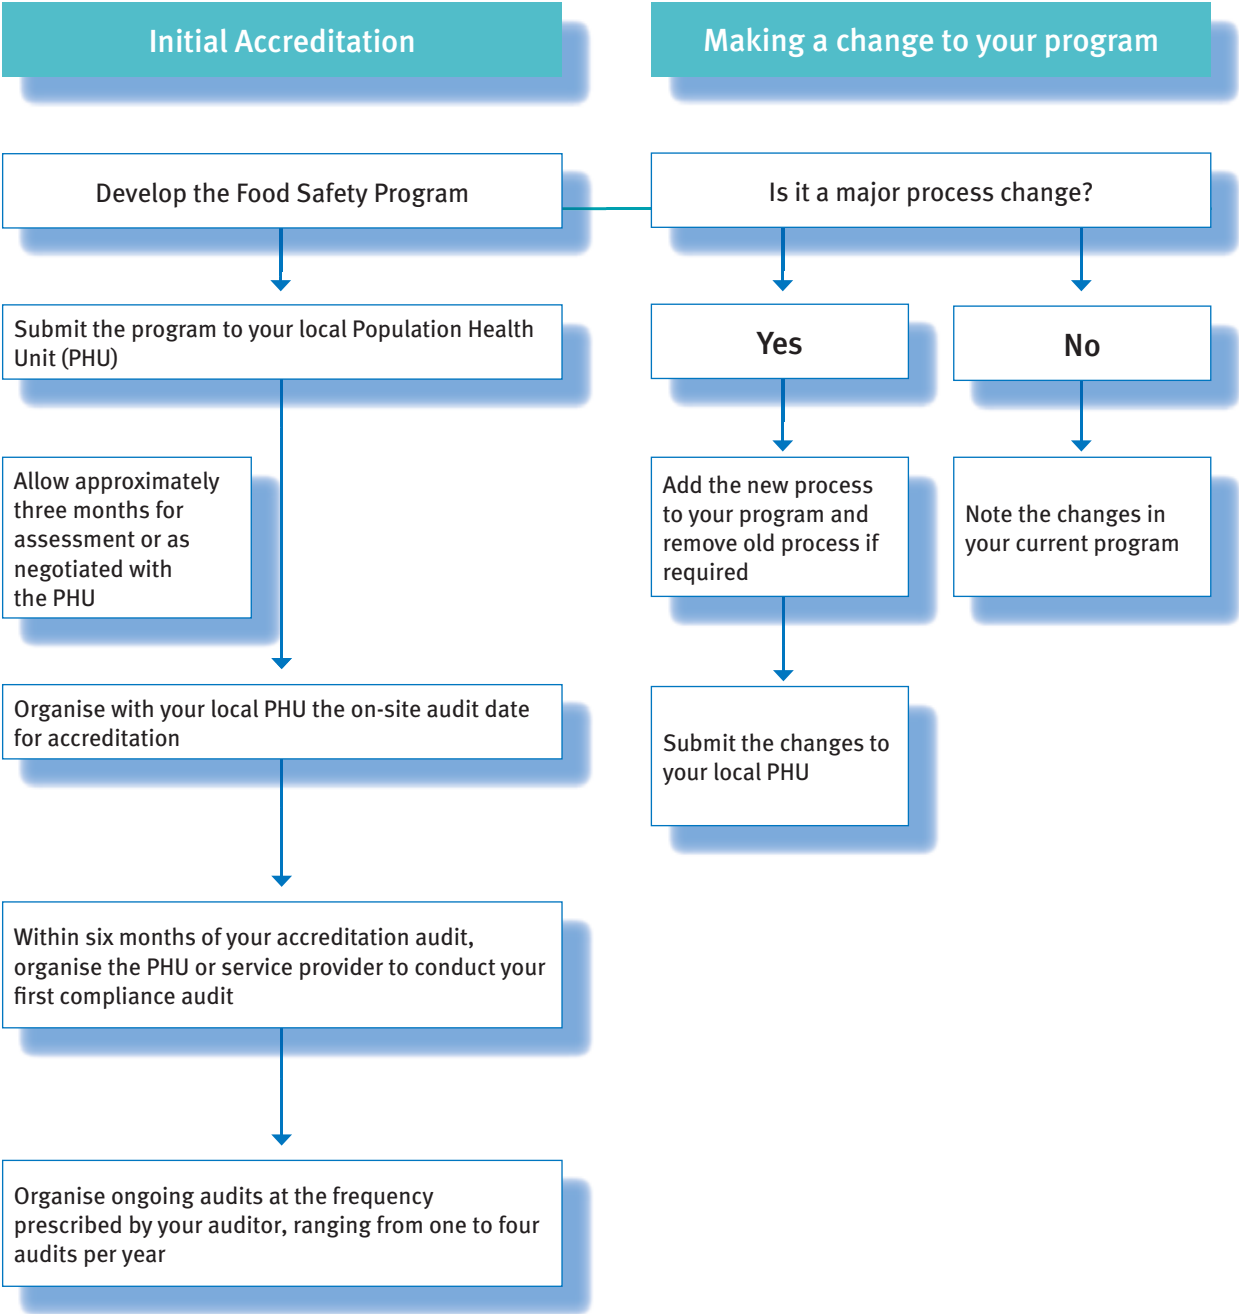 Initial Accreditation
Making a change to your program
Develop the Food Safety Program
Is it a major process change?
Submit the program to your local Population Health
Unit (PHU)
Yes
No
Allow approximately
three months for
assessment or as
negotiated with
the PHU
Add the new process
to your program and
remove old process if
required
Note the changes in
your current program
Organise with your local PHU the on-site audit date
for accreditation
Submit the changes to
your local PHU
Within six months of your accreditation audit,
organise the PHU or service provider to conduct your
first compliance audit
Organise ongoing audits at the frequency
prescribed by your auditor, ranging from one to four
audits per year